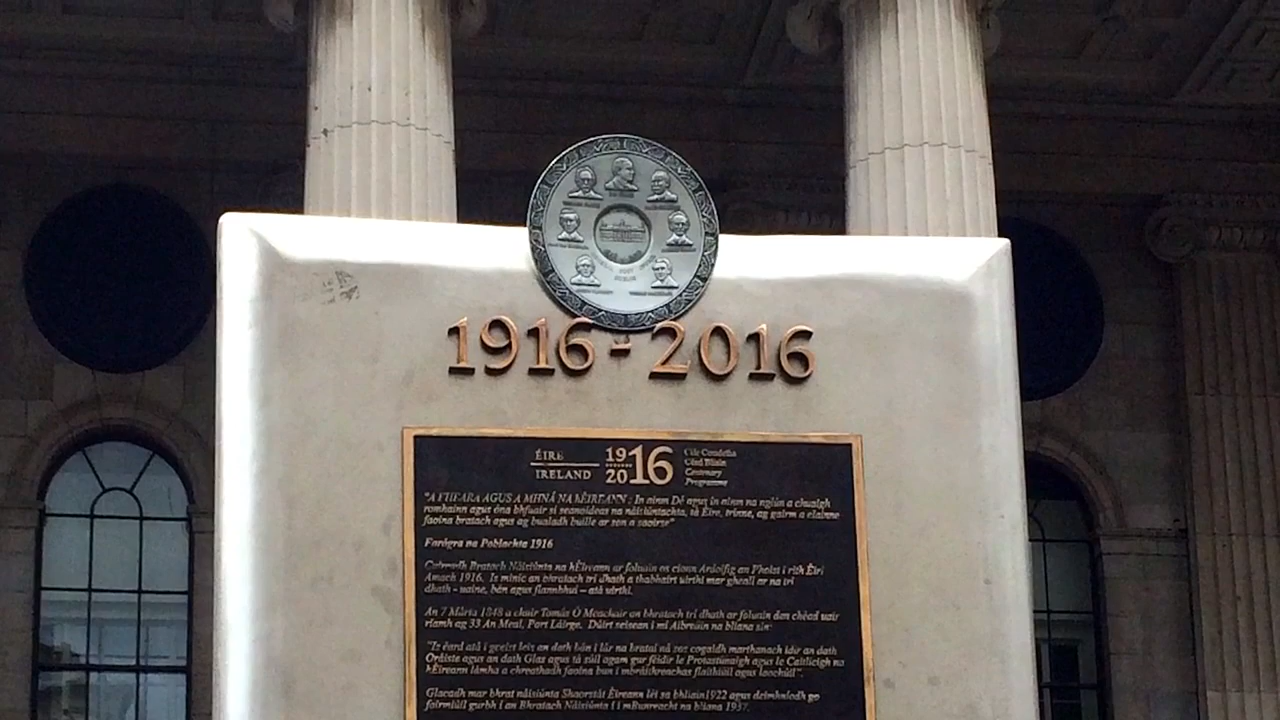 1916 - 2016
ÉIRE 1916 Clár Comórtha
IRELAND 2016 Céad Bliain
Centenary
Programme
"A FHEARA AGUS A MHNÁ NA hÉIREANN: In ainm Dé agus in ainm na nglún a chuaigh
romhainn agus óna bhfuair sí seanoideas na náisiúntachta, tá Éire, trínne, ag gairm a clainne
faoina bratach agus ag bualadh buille ar son a saoirse"
Forógra na Poblachta 1916
Cuireadh Bratach Náisiúnta na hÉireann ar foluain os cionn Ardoifig an Phoist i rith Éirí
Amach 1916. Is minic an bhratach trí dhath a thabhairt uirthi mar gheall ar na trí
dhath - uaine, bán agus flannbhuí - atá uirthi.
An 7 Márta 1848 a chuir Tomás Ó Meachair an bhratach trí dhath ar foluain den chéad uair
riamh ag 33 An Meal, Port Láirge. Dúirt seisean i mí Aibreáin na bliana sin:
"Is éard atá i gceist leis an dath bán i lár na brataí ná sos cogaidh marthanach idir an dath
Oráiste agus an dath Glas agus tá súil agam gur féidir le Protastúnaigh agus le Caitlicigh na
hÉireann lámha a chreathadh faoina bun i mbráithreachas flaithiúil agus laochúil".
Glacadh mar bhrat náisiúnta Shaorstát Éireann léi sa bhliain 1922 agus deimhníodh go
foirmiúil gurbh í an Bhratach Náisiúnta í i mBunreacht na bliana 1937.